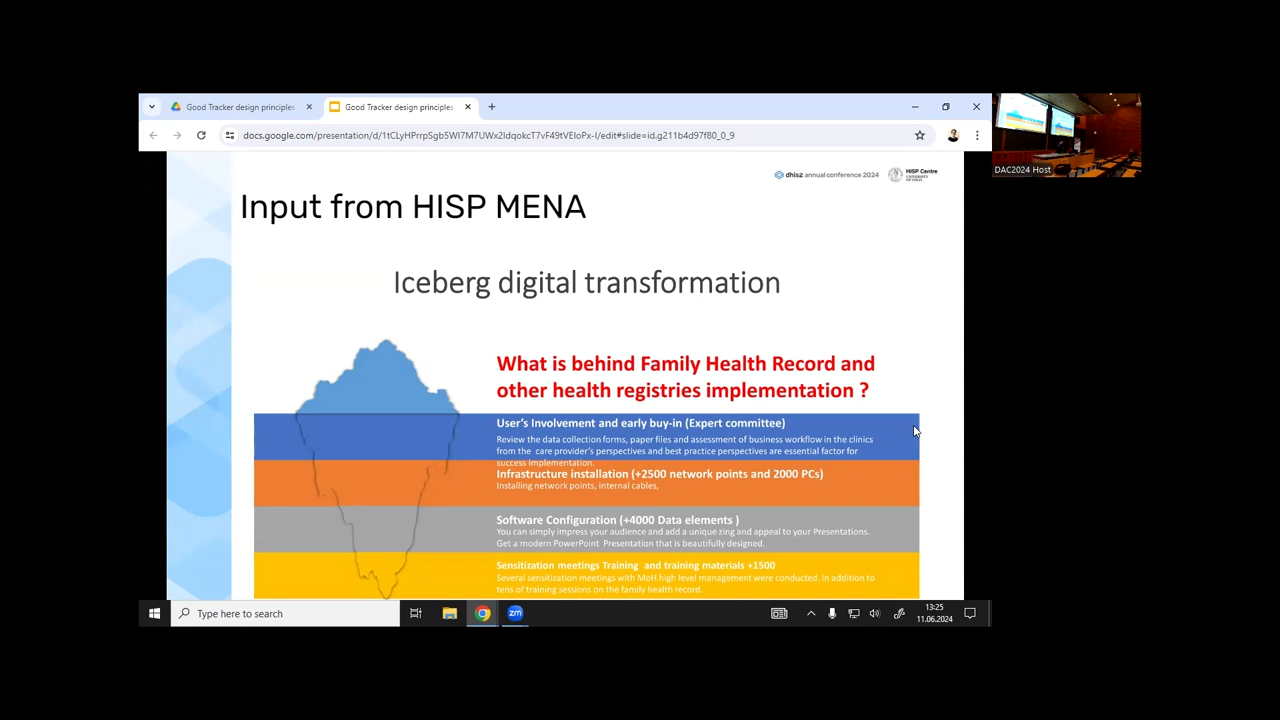 Good Tracker design principles
Good Tracker design principles
docs.google.com/presentation/d/1tCLyHPrrpSgb5WI7M7UWx2IdqokcT7vF49tVEIoPx-I/edit#slide=id.g211b4d97f80_0_9
dhis2 annual conference 2024
HISP Centre
UNIVERSITY OF OSLO
DAC2024 Host
Input from HISP MENA
Iceberg digital transformation
What is behind Family Health Record and
other health registries implementation ?
User's Involvement and early buy-in (Expert committee)
Review the data collection forms, paper files and assessment of business workflow in the clinics
from the care provider's perspectives and best practice perspectives are essential factor for
success implementation.
Infrastructure installation (+2500 network points and 2000 PCs)
Installing network points, internal cables,
Software Configuration (+4000 Data elements )
You can simply impress your audience and add a unique zing and appeal to your Presentations.
Get a modern PowerPoint Presentation that is beautifully designed.
Sensitization meetings Training and training materials +1500
Several sensitization meetings with MoH high level management were conducted. In addition to
tens of training sessions on the family health record.
Type here to search
zm
13:25
11.06.2024